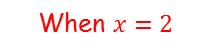 When x = 2